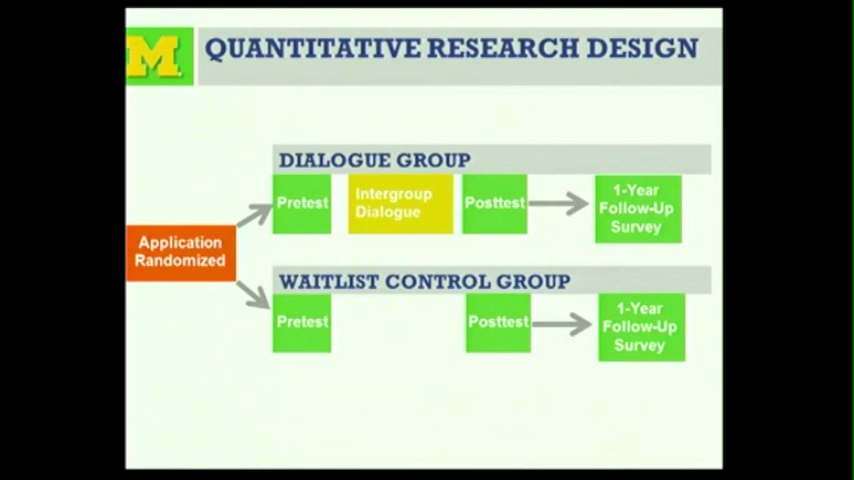 M
QUANTITATIVE RESEARCH DESIGN
DIALOGUE GROUP
Pretest
Intergroup
Dialogue
Posttest
1-Year
Follow-Up
Survey
Application
Randomized
WAITLIST CONTROL GROUP
Pretest
Posttest
1-Year
Follow-Up
Survey